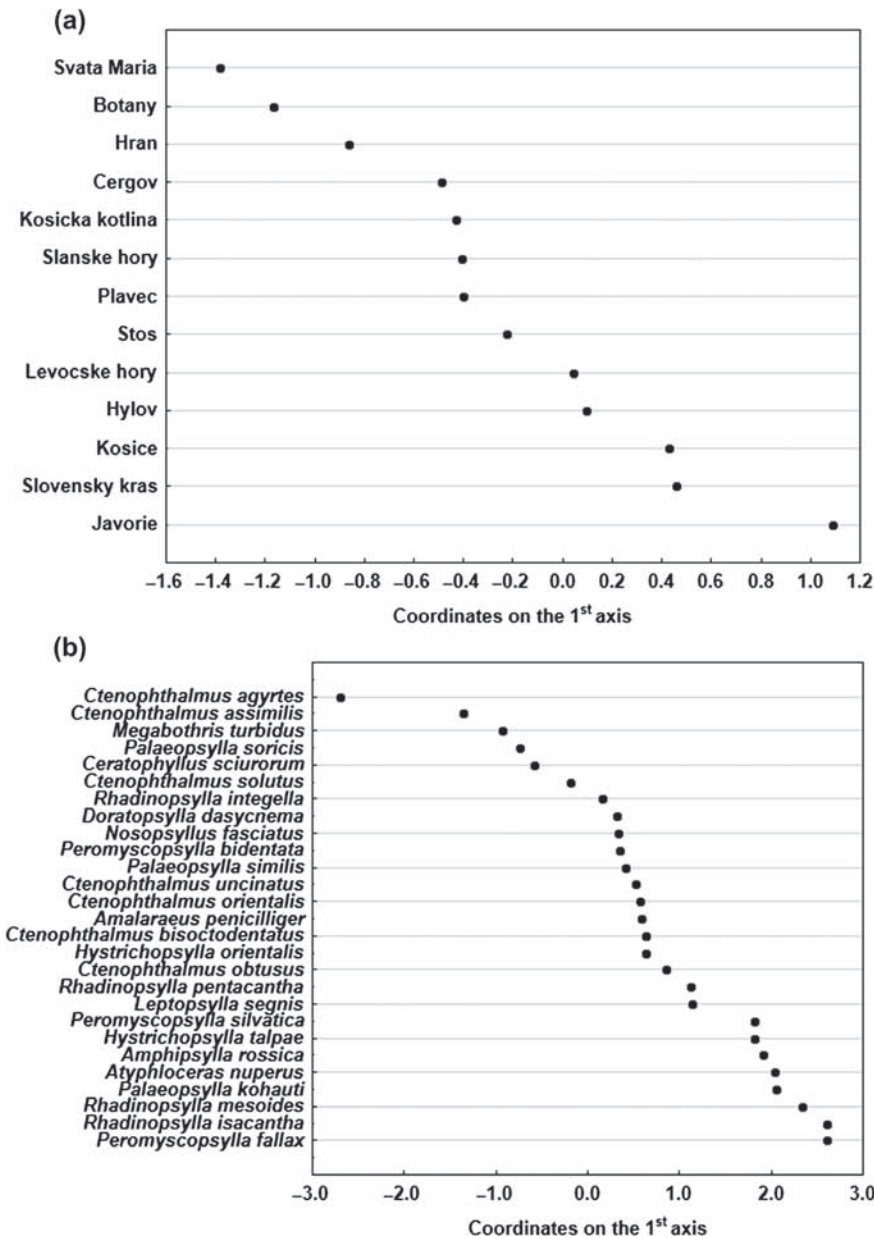 (a)
Svata Maria
Botany
Hran
Cergov
Kosicka kotlina
Slanske hory
Plavec
Stos
Levocske hory
Hylov
Kosice
Slovensky kras
Javorie
−1.6 −1.4 −1.2 −1.0 −0.8 −0.6 −0.4 −0.2 0.0 0.2 0.4 0.6 0.8 1.0 1.2
Coordinates on the 1st axis
(b)
Ctenophthalmus agyrtes
Ctenophthalmus assimilis
Megabothris turbidus
Palaeopsylla soricis
Ceratophyllus sciurorum
Ctenophthalmus solutus
Rhadinopsylla integella
Doratopsylla dasycnema
Nosopsyllus fasciatus
Peromyscopsylla bidentata
Palaeopsylla similis
Ctenophthalmus uncinatus
Ctenophthalmus orientalis
Amalaraeus penicilliger
Ctenophthalmus bisoctodentatus
Hystrichopsylla orientalis
Ctenophthalmus obtusus
Rhadinopsylla pentacantha
Leptopsylla segnis
Peromyscopsylla silvatica
Hystrichopsylla talpae
Amphipsylla rossica
Atyphloceras nuperus
Palaeopsylla kohauti
Rhadinopsylla mesoides
Rhadinopsylla isacantha
Peromyscopsylla fallax
−3.0 −2.0 −1.0 0.0 1.0 2.0 3.0
Coordinates on the 1st axis